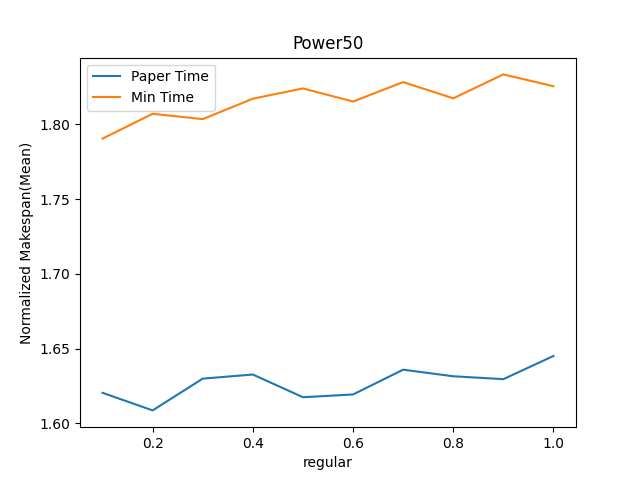 Power50
Paper Time
Min Time
Normalized Makespan(Mean)
1.80
1.75
1.70
1.65
1.60
0.2 0.4 0.6 0.8 1.0
regular